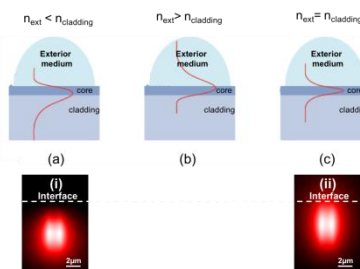 n_ext < n_cladding
n_ext > n_cladding
n_ext = n_cladding
Exterior
medium
core
cladding
Exterior
medium
core
cladding
Exterior
medium
core
cladding
(a)
(b)
(c)
(i)
Interface
2μm
(ii)
Interface
2μm